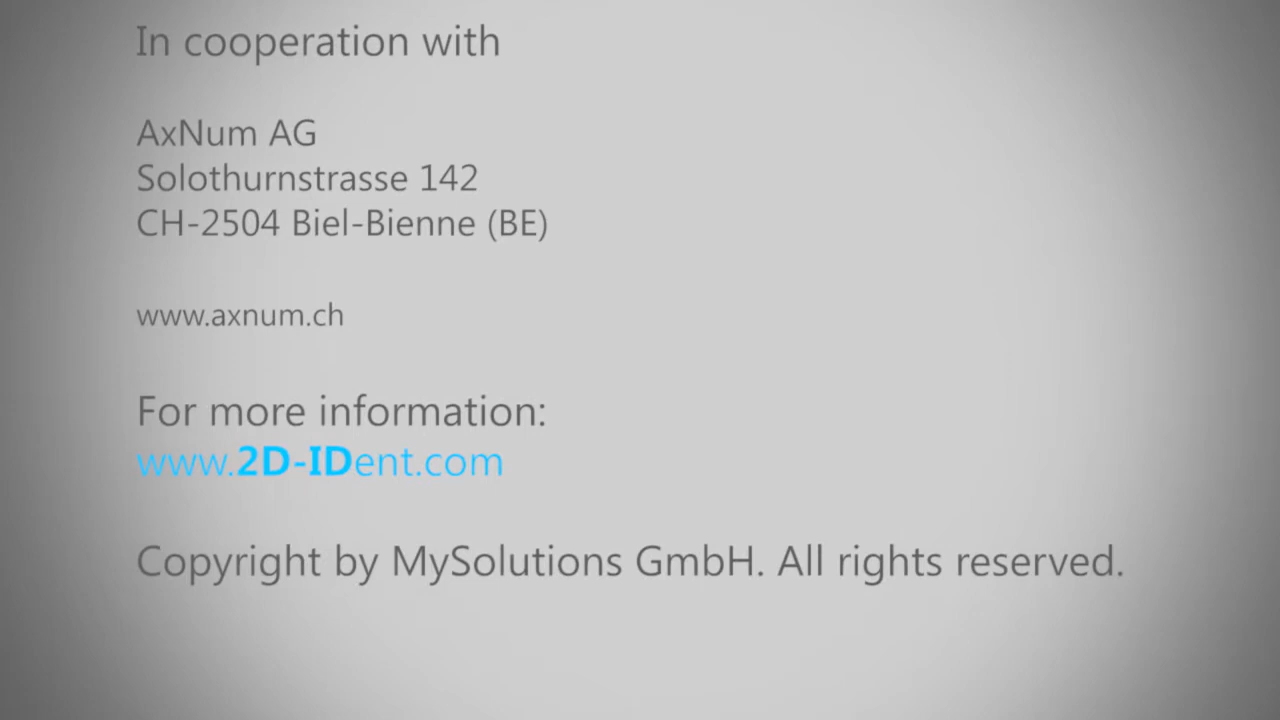 In cooperation with
AxNum AG
Solothurnstrasse 142
CH-2504 Biel-Bienne (BE)
www.axnum.ch
For more information:
www.2D-IDent.com
Copyright by MySolutions GmbH. All rights reserved.